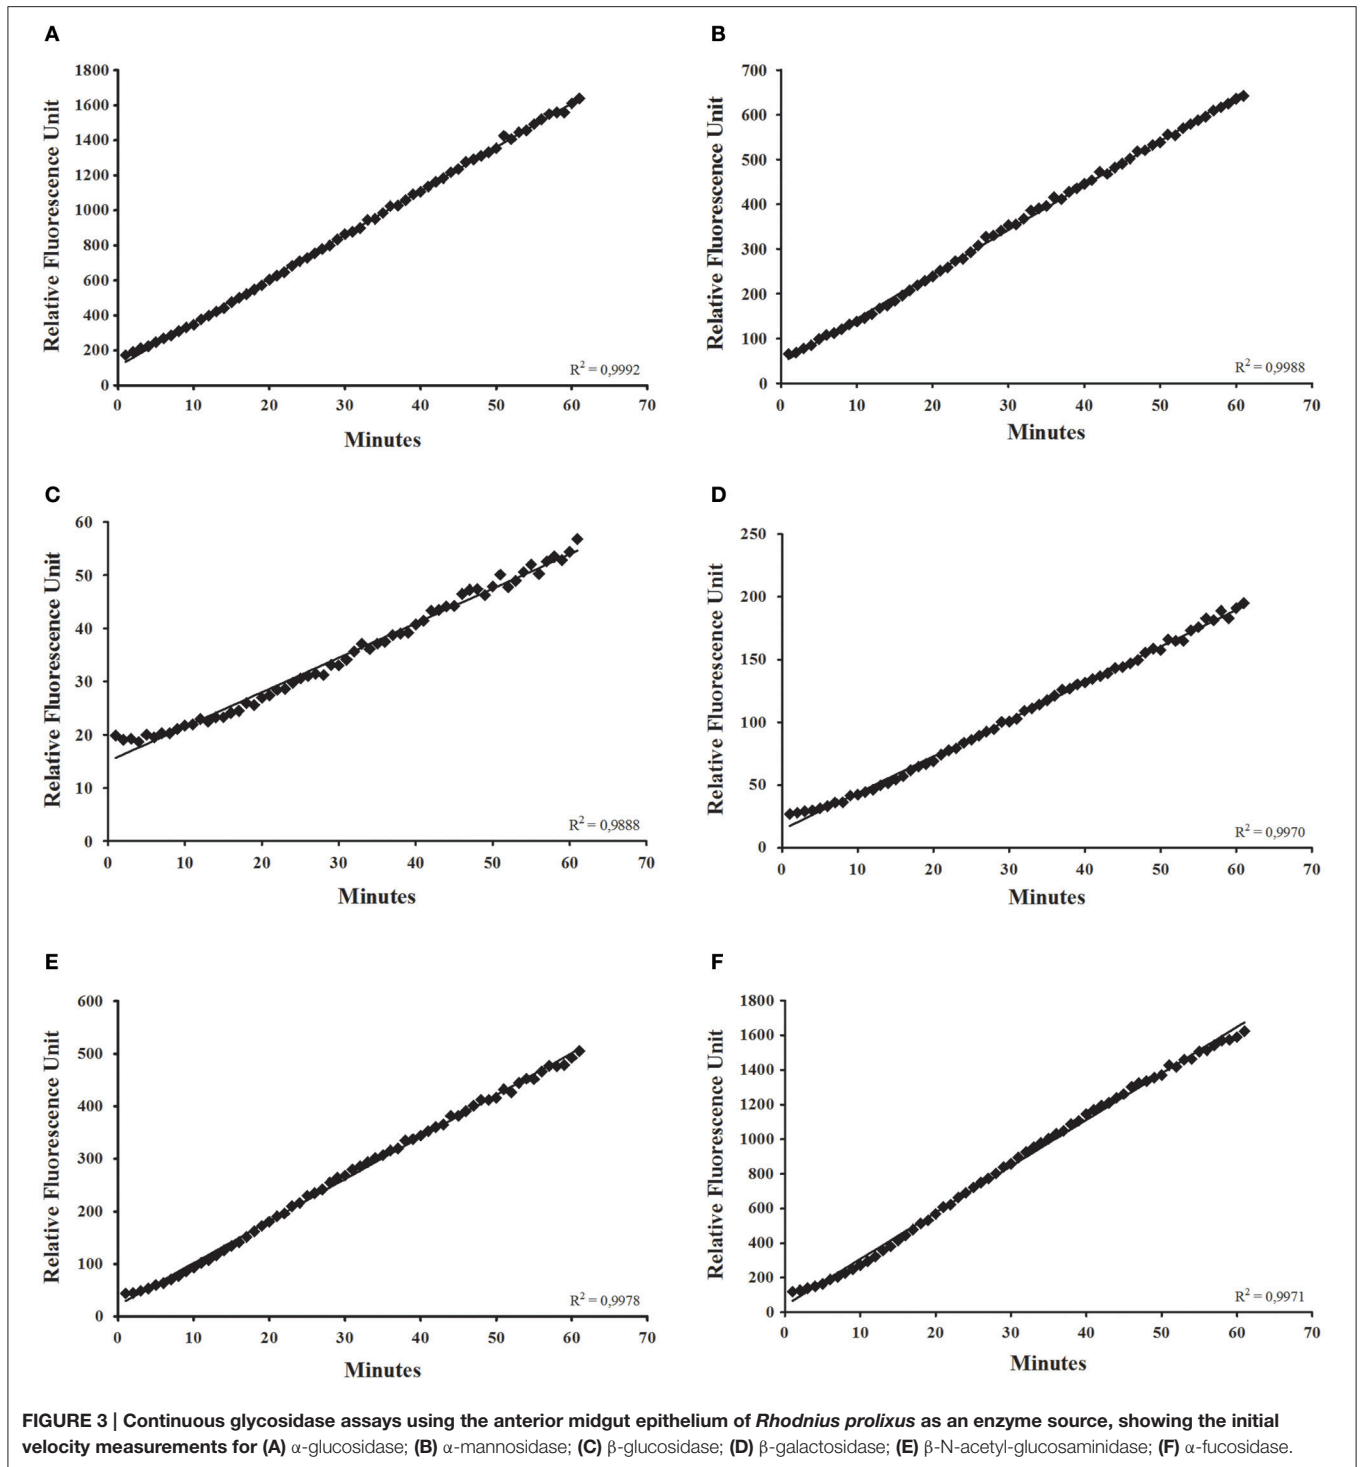 A
1800
1600
1400
1200
1000
800
600
400
200
0
Relative Fluorescence Unit
R² = 0,9992
0 10 20 30 40 50 60 70
Minutes
B
700
600
500
400
300
200
100
0
Relative Fluorescence Unit
R² = 0,9988
0 10 20 30 40 50 60 70
Minutes
C
60
50
40
30
20
10
0
Relative Fluorescence Unit
R² = 0,9888
0 10 20 30 40 50 60 70
Minutes
D
250
200
150
100
50
0
Relative Fluorescence Unit
R² = 0,9970
0 10 20 30 40 50 60 70
Minutes
E
600
500
400
300
200
100
0
Relative Fluorescence Unit
R² = 0,9978
0 10 20 30 40 50 60 70
Minutes
F
1800
1600
1400
1200
1000
800
600
400
200
0
Relative Fluorescence Unit
R² = 0,9971
0 10 20 30 40 50 60 70
Minutes
FIGURE 3 | Continuous glycosidase assays using the anterior midgut epithelium of Rhodnius prolixus as an enzyme source, showing the initial
velocity measurements for (A) α-glucosidase; (B) α-mannosidase; (C) β-glucosidase; (D) β-galactosidase; (E) β-N-acetyl-glucosaminidase; (F) α-fucosidase.